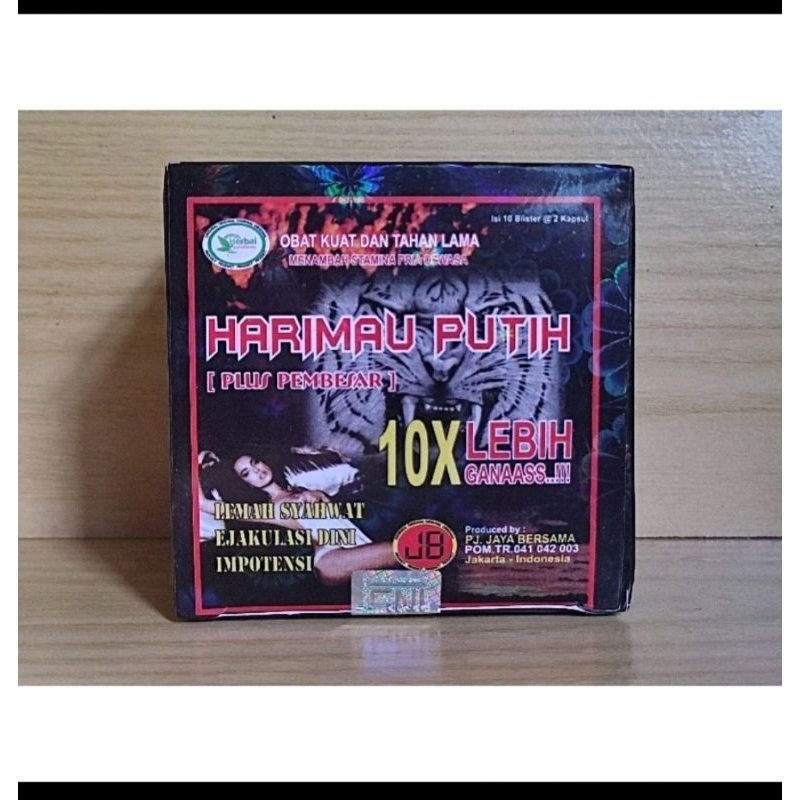 Isi 10 Blister @ 2 Kapsul
Herbal
OBAT KUAT DAN TAHAN LAMA
MENAMBAH STAMINA PRIA DEWASA
HARIMAU PUTIH
[ PLUS PEMBESAR ]
10X LEBIH
GANAASS..!!!
LEMAH SYAHWAT
EJAKULASI DINI
IMPOTENSI
JB
Produced by :
PJ. JAYA BERSAMA
POM.TR.041 042 003
Jakarta - Indonesia